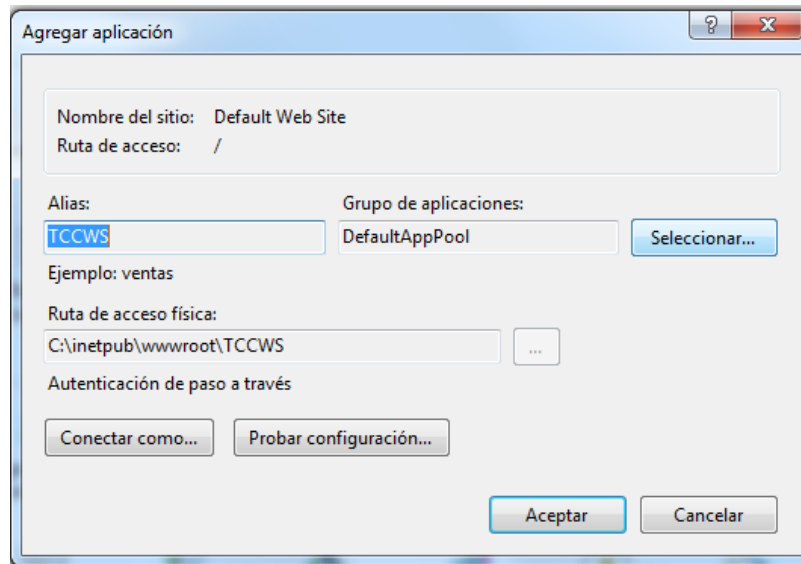 Agregar aplicación
Nombre del sitio: Default Web Site
Ruta de acceso: /
Alias: Grupo de aplicaciones:
TCCWS DefaultAppPool Seleccionar...
Ejemplo: ventas
Ruta de acceso física:
C:\inetpub\wwwroot\TCCWS ...
Autenticación de paso a través
Conectar como... Probar configuración...
Aceptar Cancelar